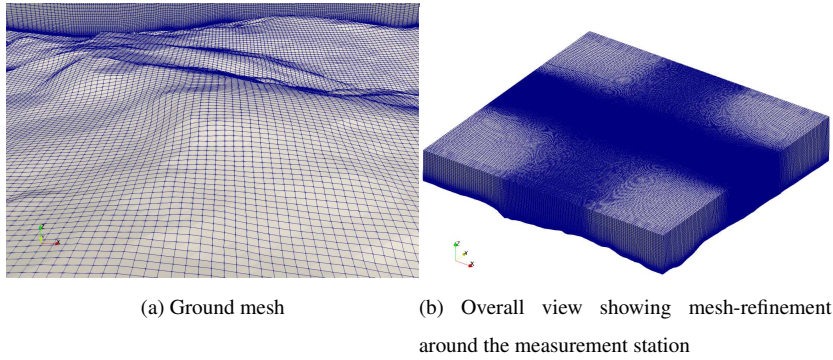 (a) Ground mesh
(b) Overall view showing mesh-refinement
around the measurement station